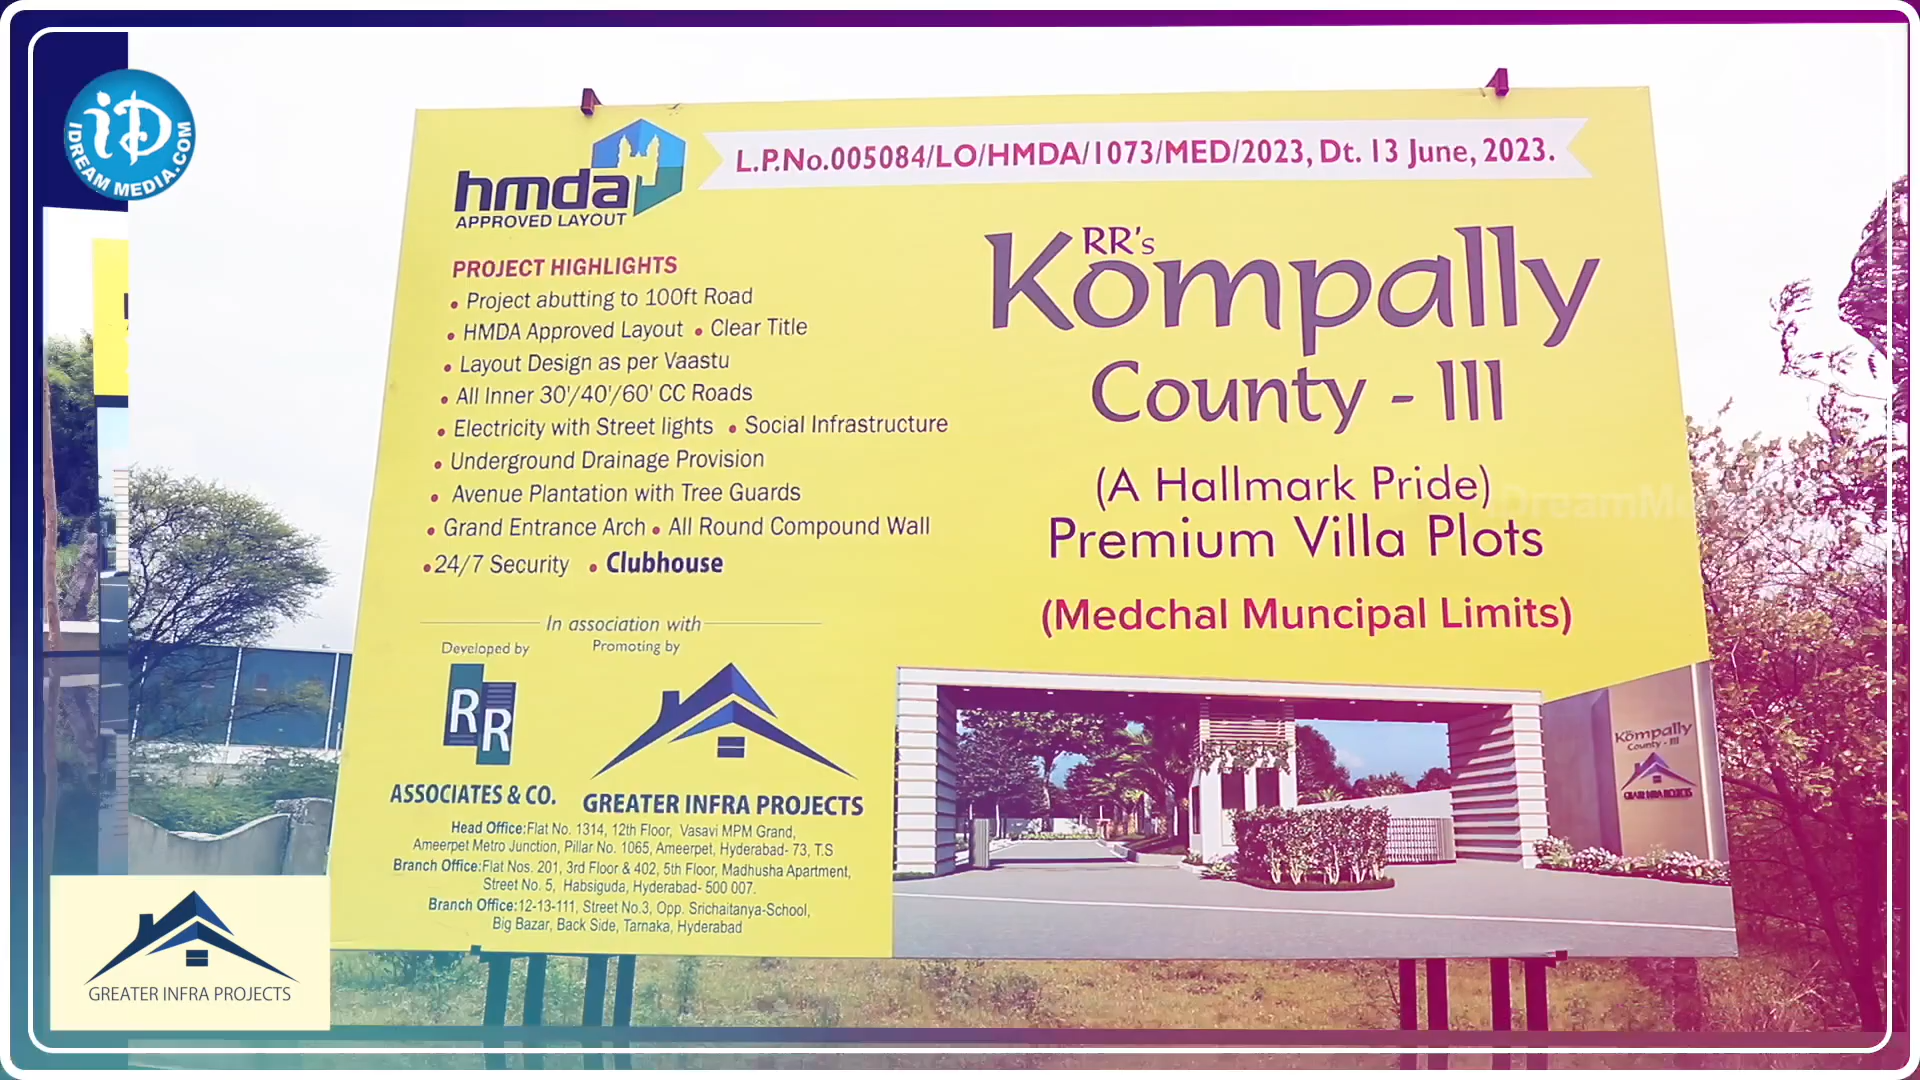 iD
IDREAM MEDIA.COM
hmda
APPROVED LAYOUT
L.P.No.005084/LO/HMDA/1073/MED/2023, Dt. 13 June, 2023.
PROJECT HIGHLIGHTS
• Project abutting to 100ft Road
• HMDA Approved Layout • Clear Title
• Layout Design as per Vaastu
• All Inner 30'/40'/60' CC Roads
• Electricity with Street lights • Social Infrastructure
• Underground Drainage Provision
• Avenue Plantation with Tree Guards
• Grand Entrance Arch • All Round Compound Wall
• 24/7 Security • Clubhouse
RR's
Kompally
County - III
(A Hallmark Pride)
Premium Villa Plots
(Medchal Muncipal Limits)
In association with
Developed by
Promoting by
RR
ASSOCIATES & CO.
GREATER INFRA PROJECTS
Head Office:Flat No. 1314, 12th Floor, Vasavi MPM Grand,
Ameerpet Metro Junction, Pillar No. 1065, Ameerpet, Hyderabad- 73, T.S
Branch Office:Flat Nos. 201, 3rd Floor & 402, 5th Floor, Madhusha Apartment,
Street No. 5, Habsiguda, Hyderabad- 500 007.
Branch Office:12-13-111, Street No.3, Opp. Srichaitanya-School,
Big Bazar, Back Side, Tarnaka, Hyderabad
Kompally
County - III
GREATER INFRA PROJECTS
GREATER INFRA PROJECTS